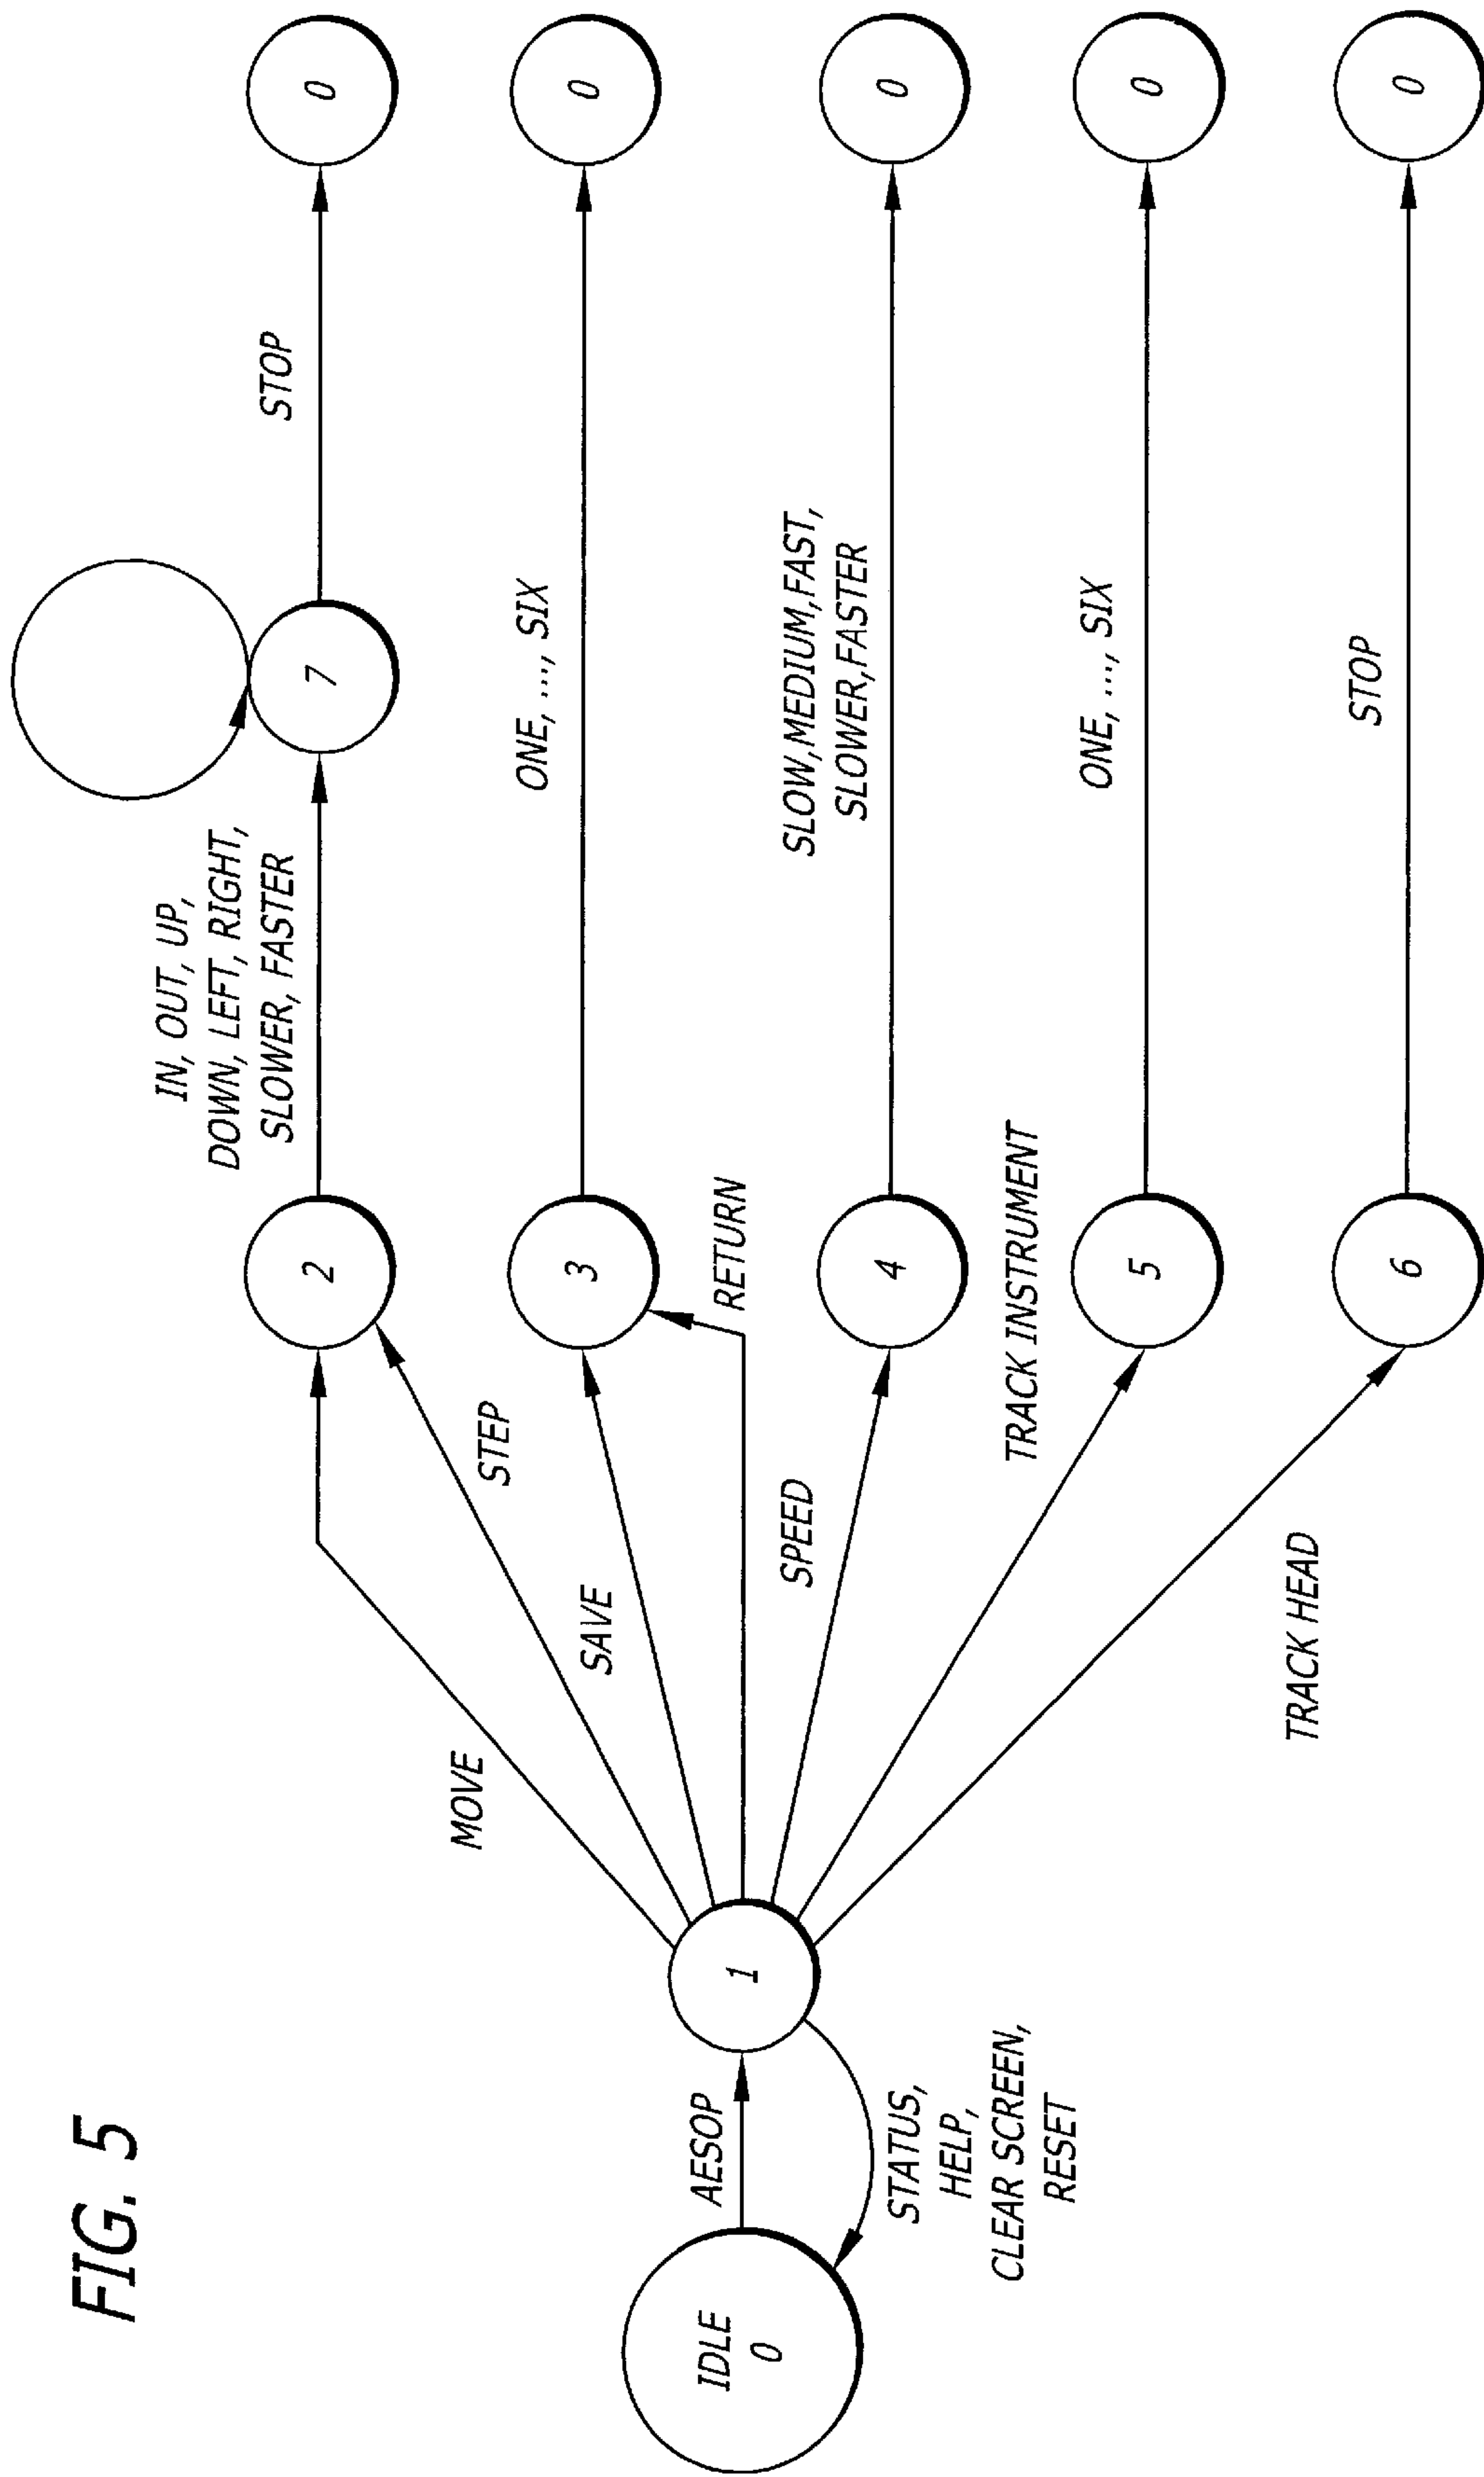 FIG. 5
IDLE
0
AESOP
STATUS,
HELP,
CLEAR SCREEN,
RESET
1
MOVE
STEP
SAVE
RETURN
SPEED
TRACK INSTRUMENT
TRACK HEAD
2
IN, OUT, UP,
DOWN, LEFT, RIGHT,
SLOWER, FASTER
7
STOP
0
3
ONE, ..., SIX
0
4
SLOW,MEDIUM,FAST,
SLOWER,FASTER
0
5
ONE, ..., SIX
0
6
STOP
0